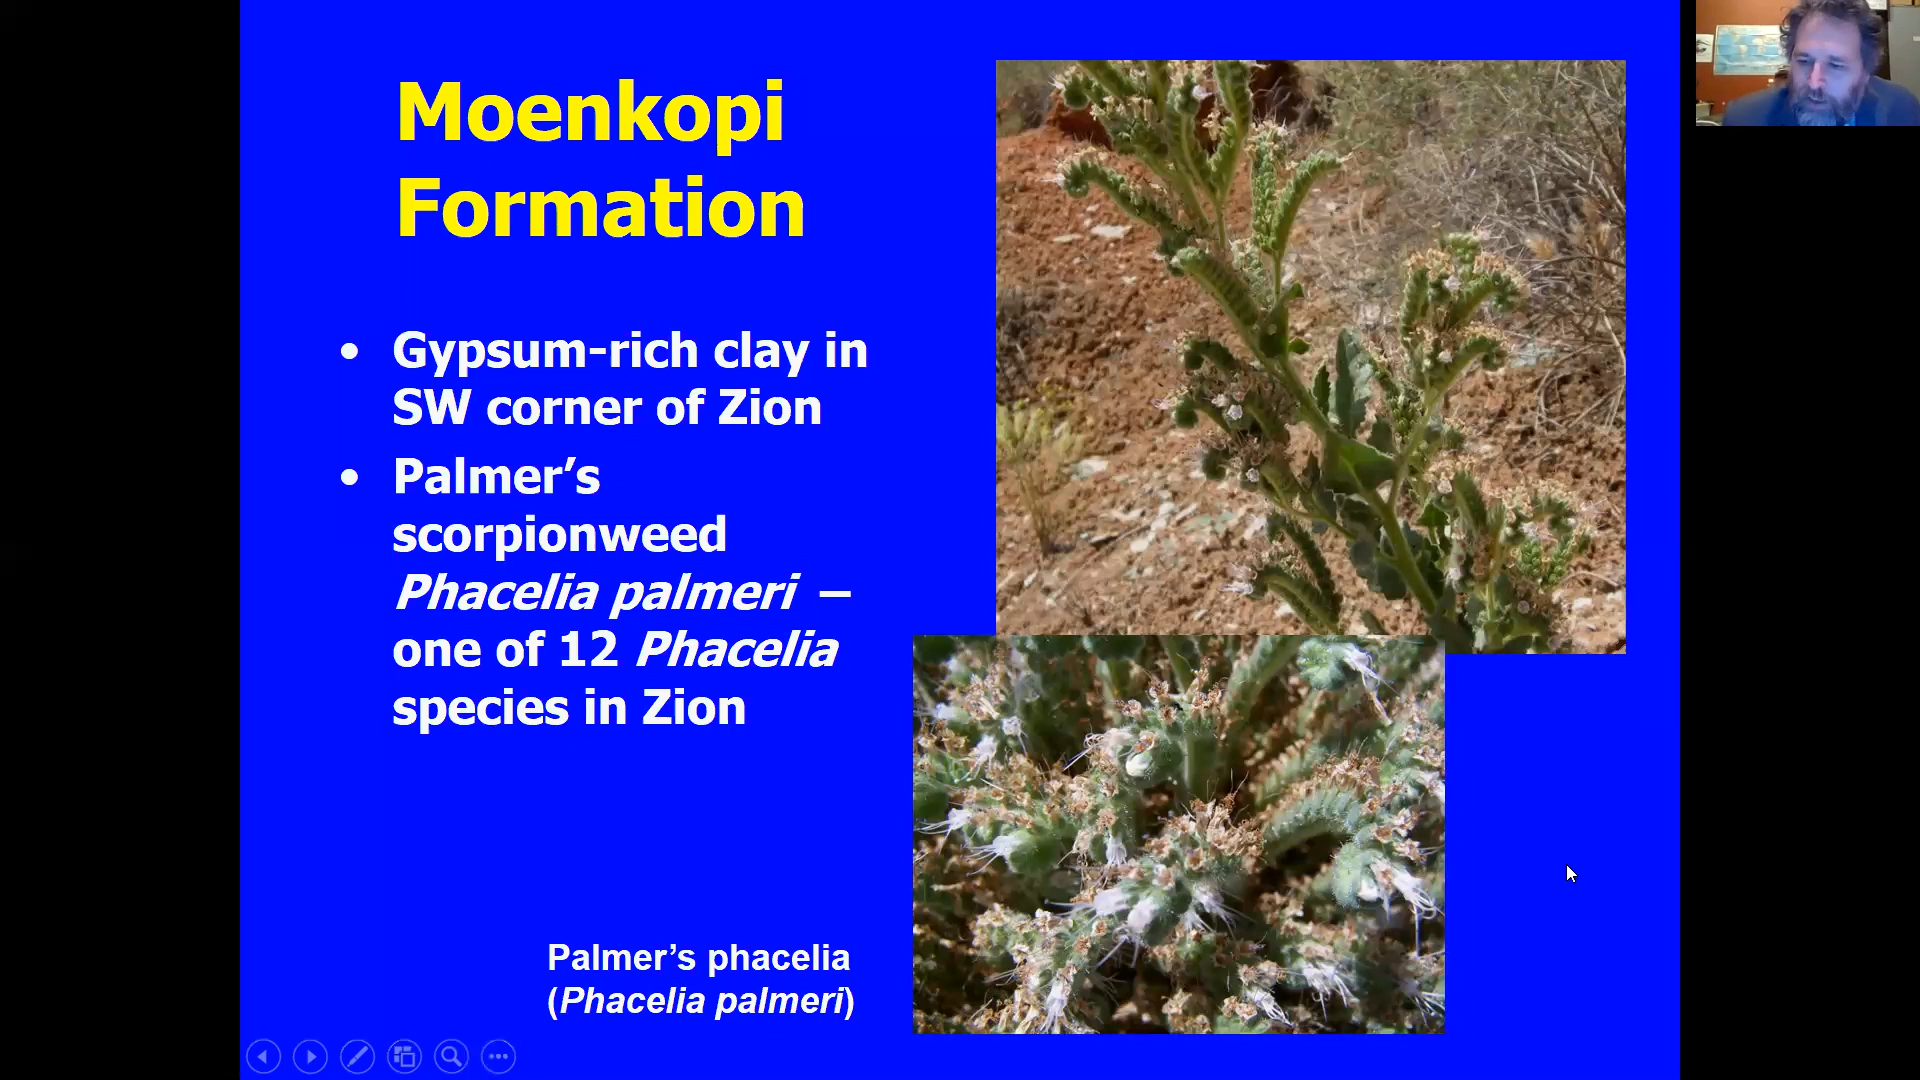 Moenkopi
Formation
• Gypsum-rich clay in
SW corner of Zion
• Palmer’s
scorpionweed
Phacelia palmeri –
one of 12 Phacelia
species in Zion
Palmer’s phacelia
(Phacelia palmeri)